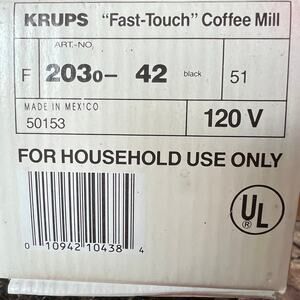 KRUPS "Fast-Touch" Coffee Mill
ART.-NO.
F 2030- 42 black 51
MADE IN MEXICO
50153 120 V
FOR HOUSEHOLD USE ONLY
UL
®
0 10942 10438 4